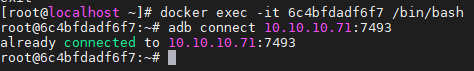 [root@localhost ~]# docker exec -it 6c4bfdadf6f7 /bin/bash
root@6c4bfdadf6f7:~# adb connect 10.10.10.71:7493
already connected to 10.10.10.71:7493
root@6c4bfdadf6f7:~#